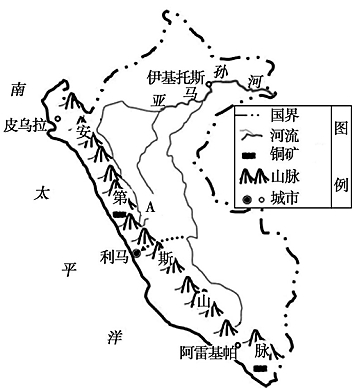 伊基托斯
孙
河
马
亚
南
皮乌拉
安
太
第
A
利马
斯
平
山
洋
阿雷基帕
脉
国界
河流
铜矿
山脉
城市
图
例